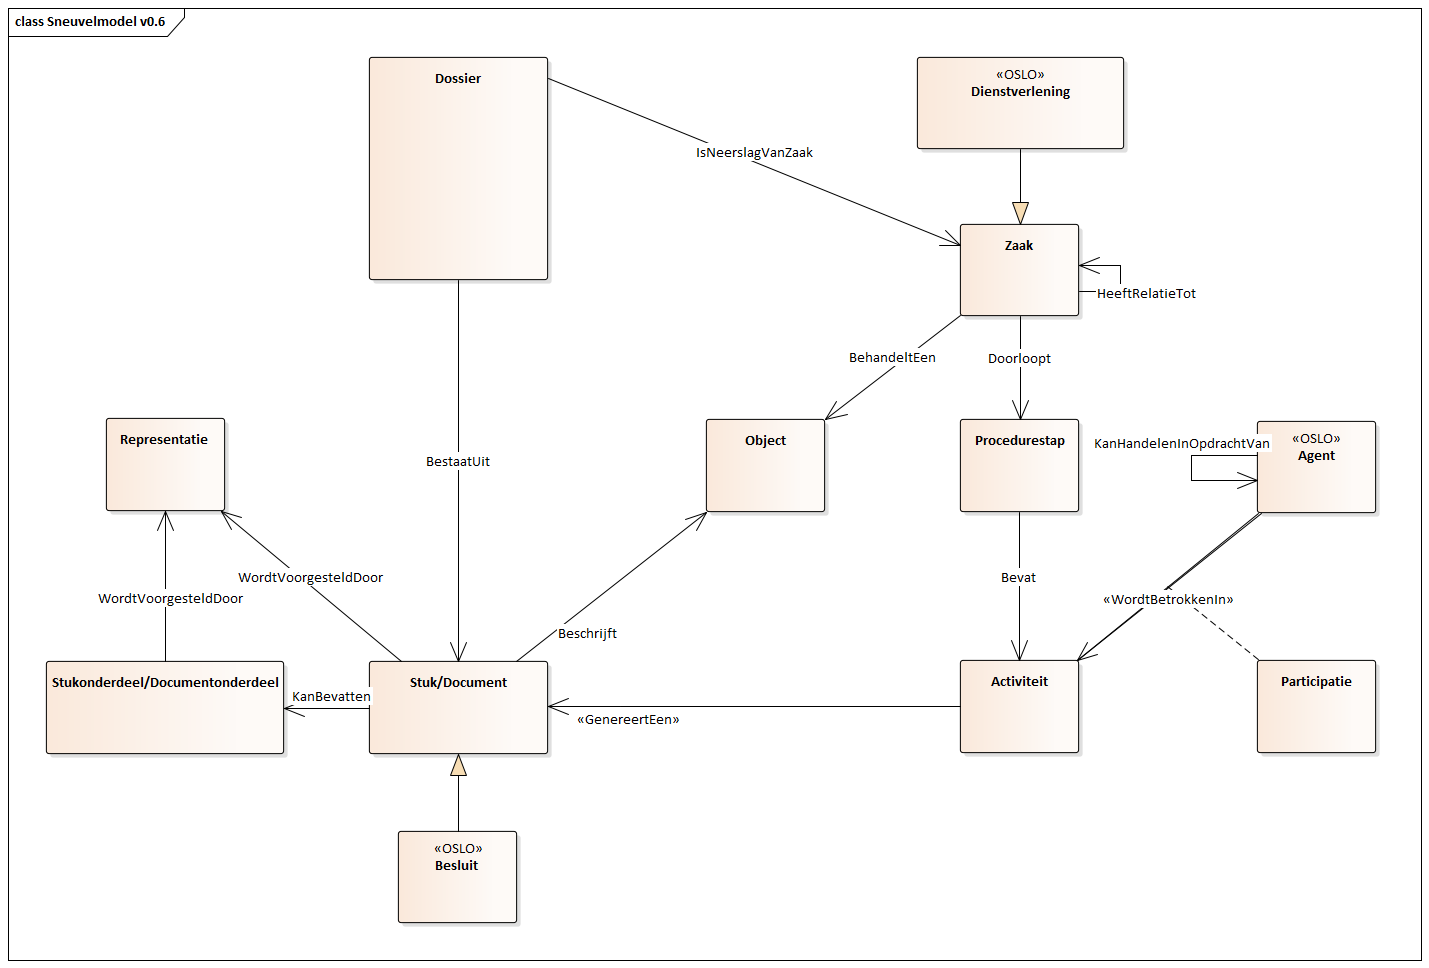 class Sneuvelmodel v0.6
Dossier
«OSLO»
Dienstverlening
IsNeerslagVanZaak
Zaak
HeeftRelatieTot
BehandeltEen
Doorloopt
Representatie
Object
Procedurestap
KanHandelenInOpdrachtVan
«OSLO»
Agent
BestaatUit
WordtVoorgesteldDoor
Bevat
WordtVoorgesteldDoor
«WordtBetrokkenIn»
Beschrijft
Stukonderdeel/Documentonderdeel
KanBevatten
Stuk/Document
«GenereertEen»
Activiteit
Participatie
«OSLO»
Besluit